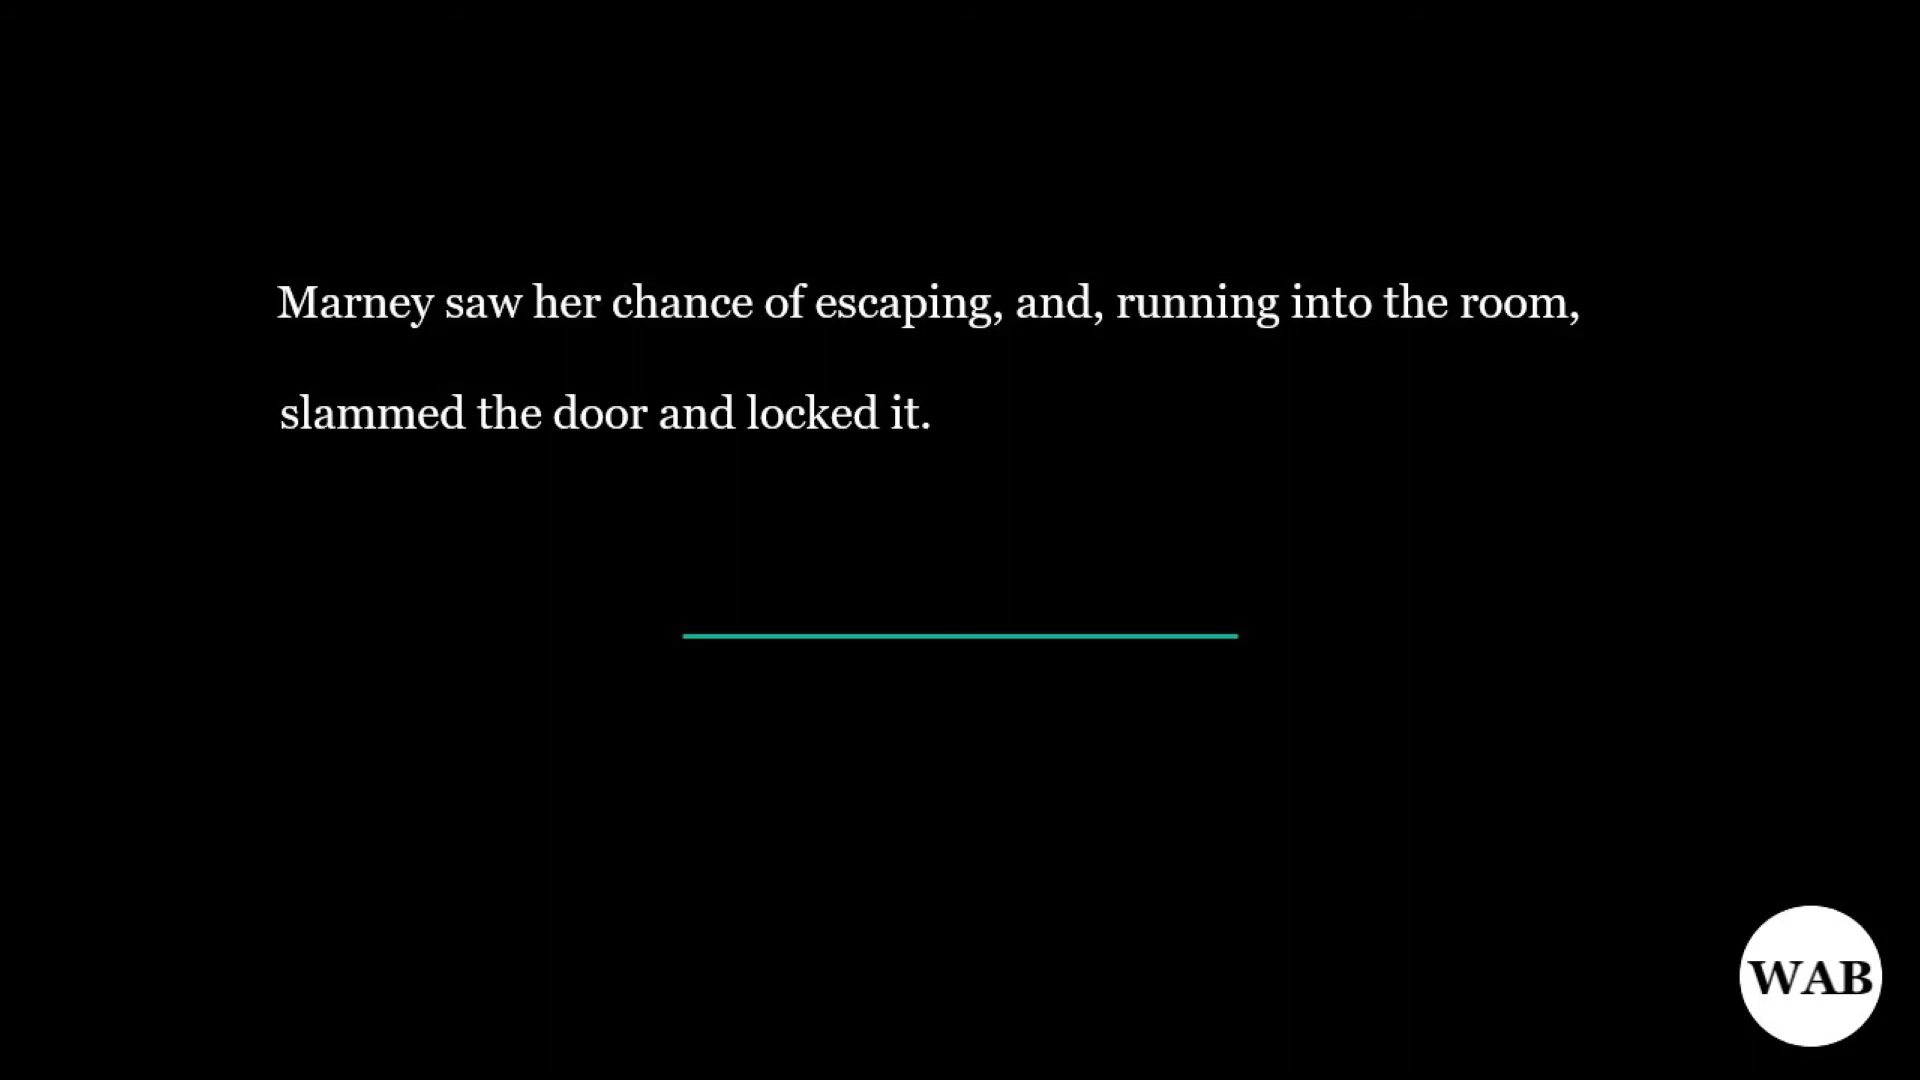 Marney saw her chance of escaping, and, running into the room,
slammed the door and locked it.
WAB